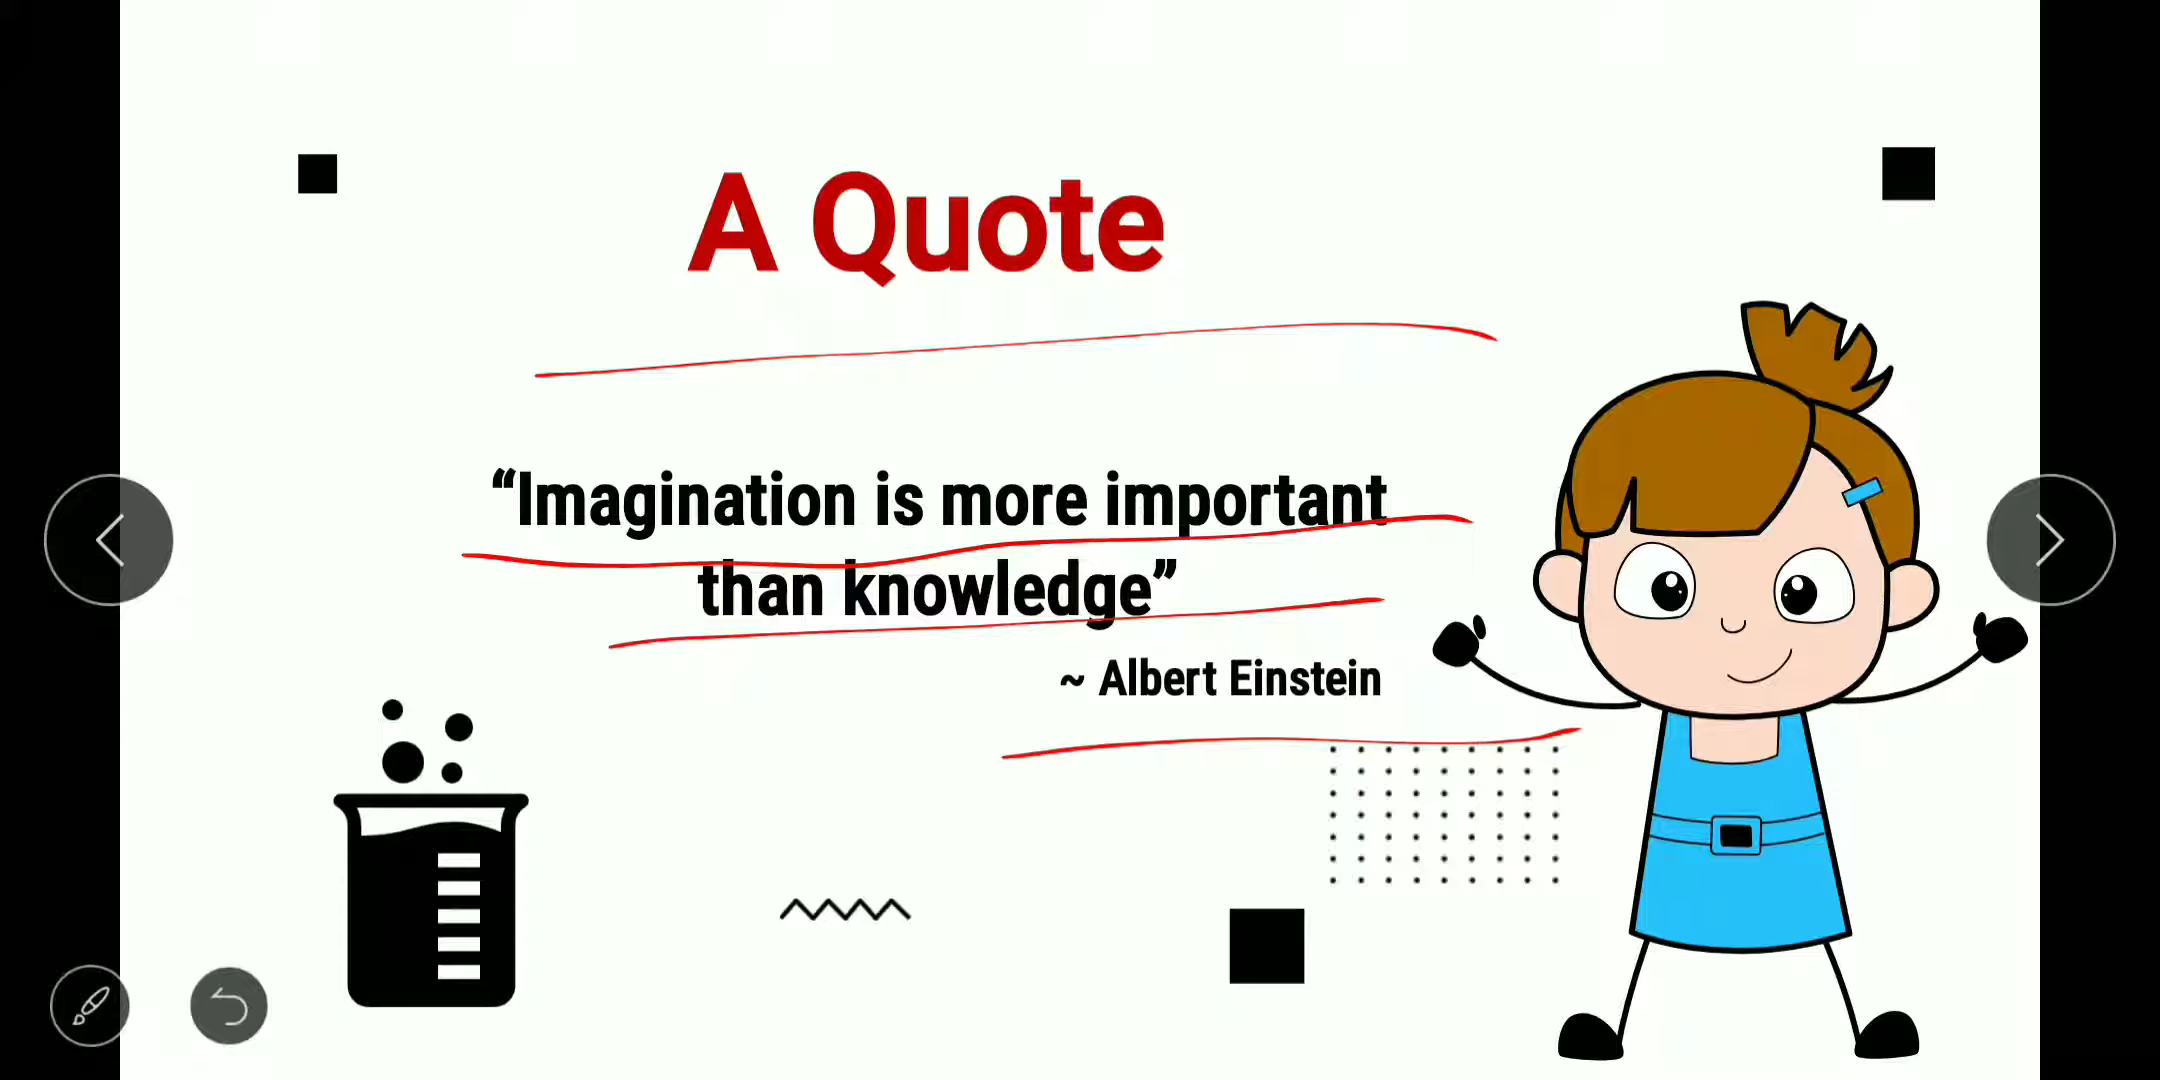 A Quote
“Imagination is more important
than knowledge”
~ Albert Einstein